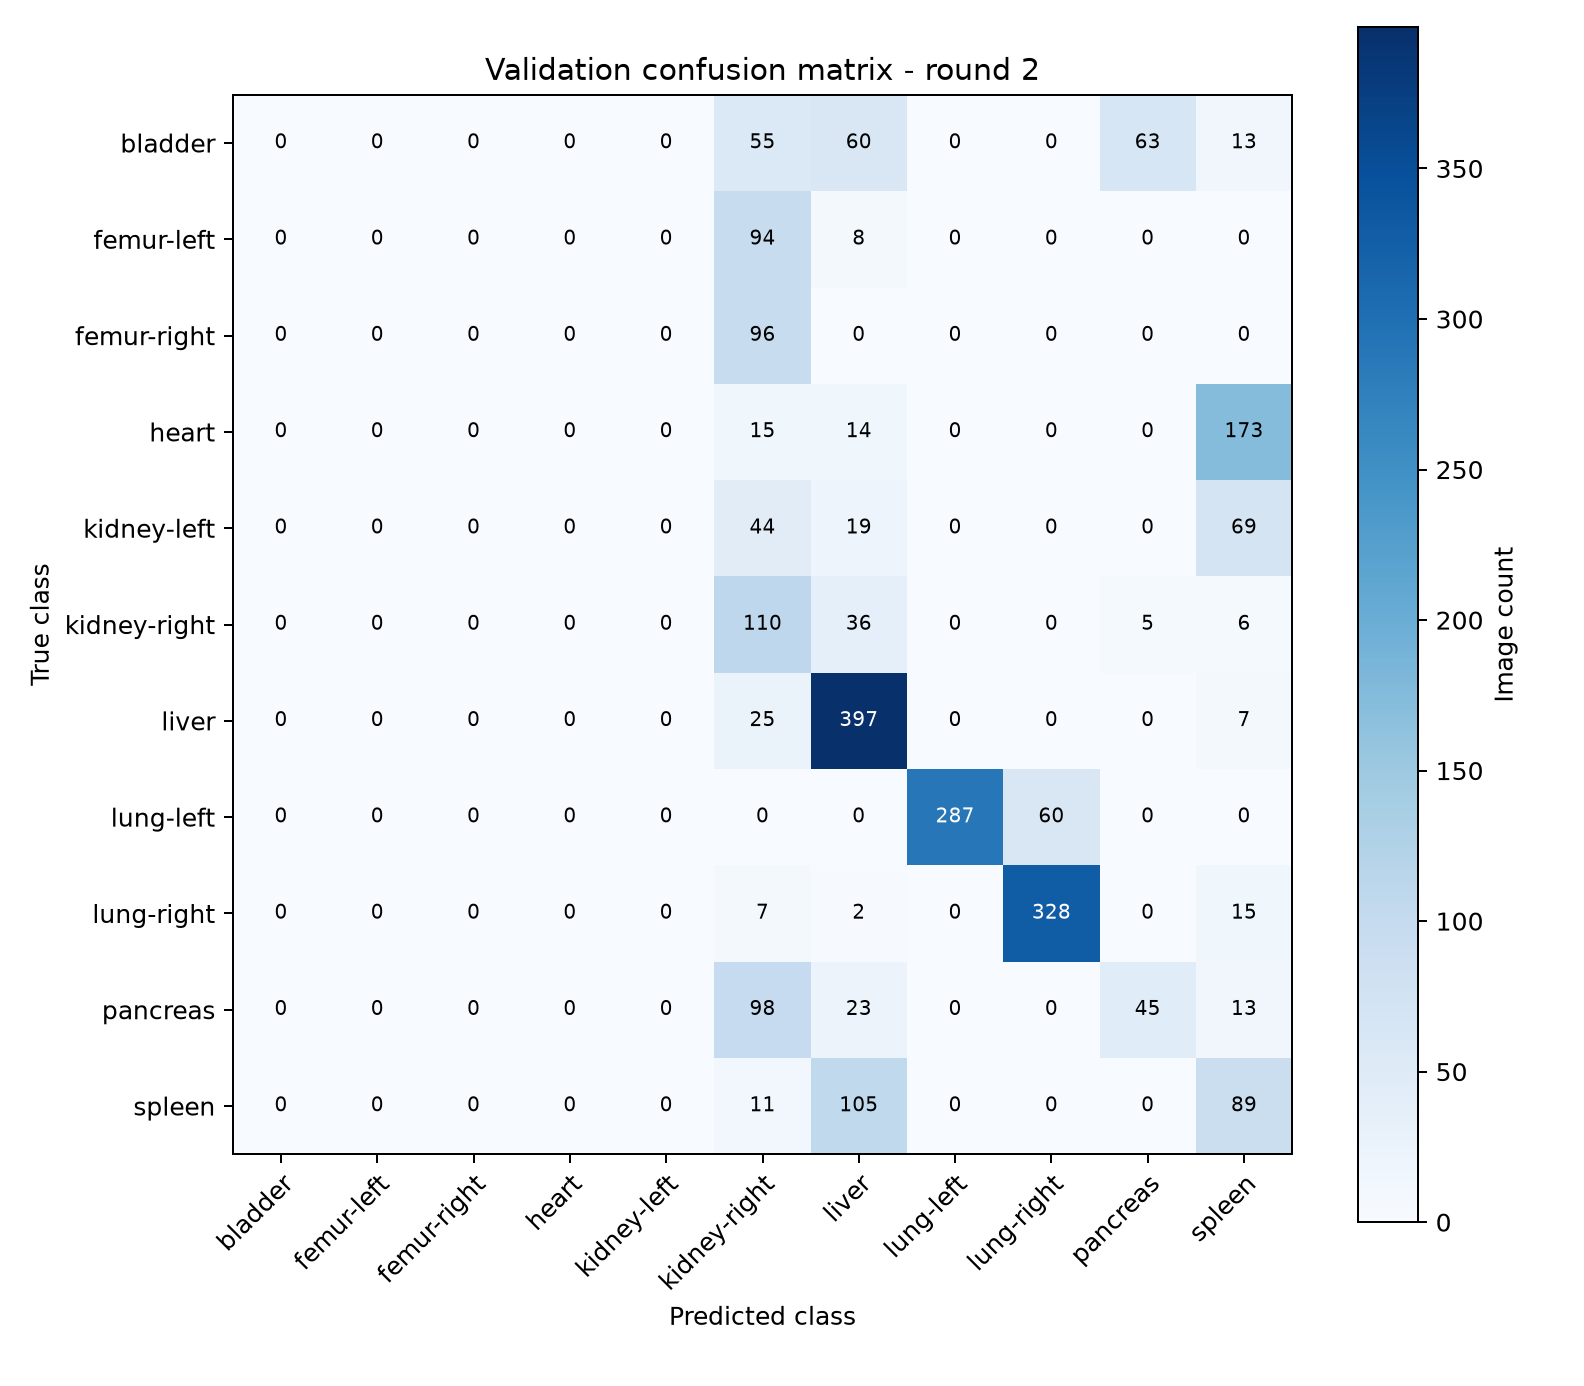 Validation confusion matrix - round 2
bladder 0 0 0 0 0 55 60 0 0 63 13
femur-left 0 0 0 0 0 94 8 0 0 0 0
femur-right 0 0 0 0 0 96 0 0 0 0 0
heart 0 0 0 0 0 15 14 0 0 0 173
kidney-left 0 0 0 0 0 44 19 0 0 0 69
kidney-right 0 0 0 0 0 110 36 0 0 5 6
liver 0 0 0 0 0 25 397 0 0 0 7
lung-left 0 0 0 0 0 0 0 287 60 0 0
lung-right 0 0 0 0 0 7 2 0 328 0 15
pancreas 0 0 0 0 0 98 23 0 0 45 13
spleen 0 0 0 0 0 11 105 0 0 0 89
True class
bladder femur-left femur-right heart kidney-left kidney-right liver lung-left lung-right pancreas spleen
Predicted class
350
300
250
200
150
100
50
0
Image count